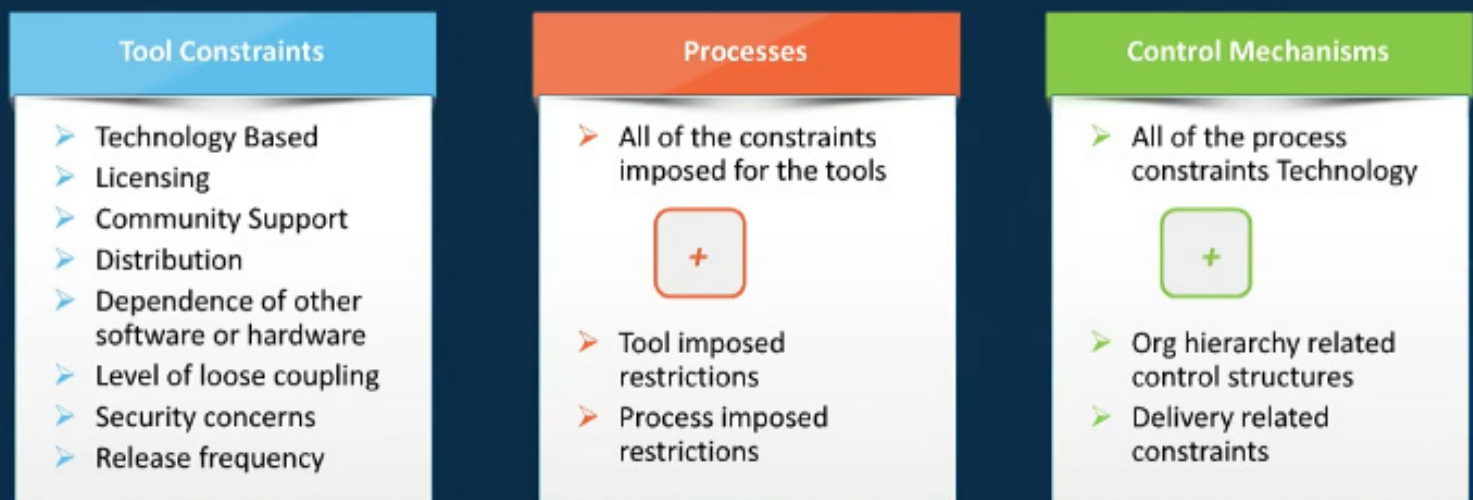 Tool Constraints
Technology Based
Licensing
Community Support
Distribution
Dependence of other
software or hardware
Level of loose coupling
Security concerns
Release frequency
Processes
All of the constraints
imposed for the tools
+
Tool imposed
restrictions
Process imposed
restrictions
Control Mechanisms
All of the process
constraints Technology
+
Org hierarchy related
control structures
Delivery related
constraints